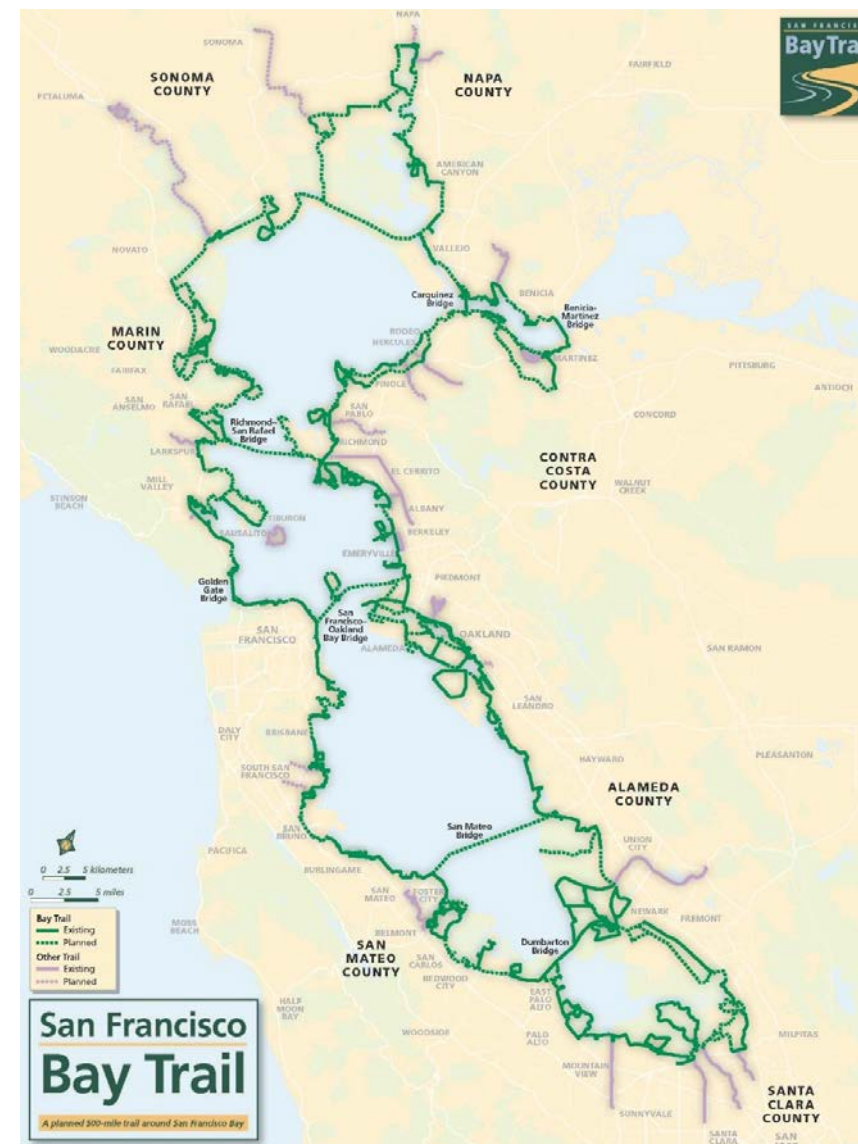 NAPA
SAN FRANCISCO
Bay Trail
SONOMA
SONOMA
COUNTY
NAPA
COUNTY
FAIRFIELD
PETALUMA
AMERICAN
CANYON
NOVATO
VALLEJO
Carquinez
Bridge
BENICIA
Benicia-
Martinez
Bridge
MARIN
COUNTY
RODEO
HERCULES
MARTINEZ
WOODACRE
FAIRFAX
PINOLE
PITTSBURG
ANTIOCH
SAN
ANSELMO
SAN
RAFAEL
SAN
PABLO
CONCORD
Richmond–
San Rafael
Bridge
RICHMOND
LARKSPUR
EL CERRITO
CONTRA
COSTA
COUNTY
MILL
VALLEY
WALNUT
CREEK
STINSON
BEACH
ALBANY
TIBURON
BERKELEY
SAUSALITO
EMERYVILLE
Golden
Gate
Bridge
PIEDMONT
San
Francisco–
Oakland
Bay Bridge
SAN
FRANCISCO
OAKLAND
ALAMEDA
SAN RAMON
SAN
LEANDRO
DALY
CITY
BRISBANE
PLEASANTON
HAYWARD
SOUTH SAN
FRANCISCO
ALAMEDA
COUNTY
San Mateo
Bridge
SAN
BRUNO
UNION
CITY
PACIFICA
0 2.5 5 kilometers
0 2.5 5 miles
BURLINGAME
SAN
MATEO
FOSTER
CITY
NEWARK
FREMONT
MOSS
BEACH
BELMONT
Dumbarton
Bridge
Bay Trail
Existing
Planned
Other Trail
Existing
Planned
SAN
MATEO
COUNTY
SAN
CARLOS
REDWOOD
CITY
EAST
PALO
ALTO
HALF
MOON
BAY
WOODSIDE
PALO
ALTO
MILPITAS
MOUNTAIN
VIEW
San Francisco
Bay Trail
A planned 500-mile trail around San Francisco Bay
SANTA
CLARA
COUNTY
SUNNYVALE
SANTA
CLARA
SAN